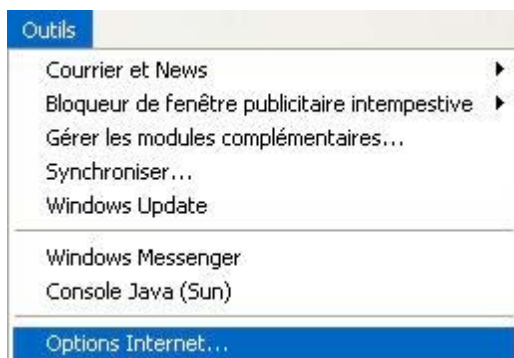 Outils
Courrier et News
Bloqueur de fenêtre publicitaire intempestive
Gérer les modules complémentaires...
Synchroniser...
Windows Update
Windows Messenger
Console Java (Sun)
Options Internet...